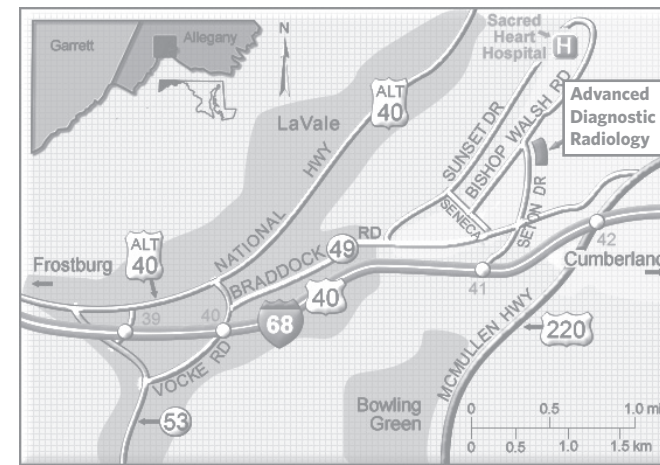 Garrett
Allegany
N
Sacred
Heart
Hospital
H
Advanced
Diagnostic
Radiology
ALT
40
LaVale
SUNSET DR
BISHOP WALSH RD
SENECA
SETON DR
NATIONAL HWY
BRADDOCK RD
49
ALT
40
Frostburg
42
Cumberland
41
39
40
40
68
VOCKE RD
MCMULLEN HWY
220
53
Bowling
Green
0 0.5 1.0 mi
0 0.5 1.0 1.5 km